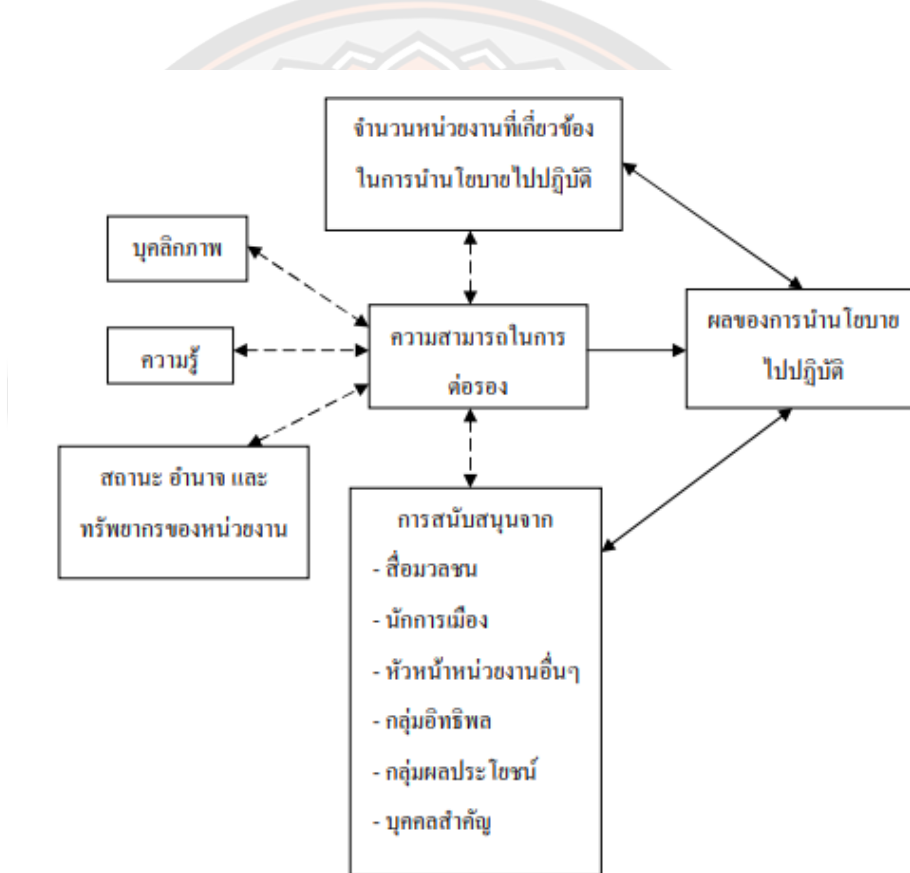 จำนวนหน่วยงานที่เกี่ยวข้อง
ในการนำนโยบายไปปฏิบัติ
บุคลิกภาพ
ความรู้
สถานะ อำนาจ และ
ทรัพยากรของหน่วยงาน
ความสามารถในการ
ต่อรอง
ผลของการนำนโยบาย
ไปปฏิบัติ
การสนับสนุนจาก
- สื่อมวลชน
- นักการเมือง
- หัวหน้าหน่วยงานอื่นๆ
- กลุ่มอิทธิพล
- กลุ่มผลประโยชน์
- บุคคลสำคัญ